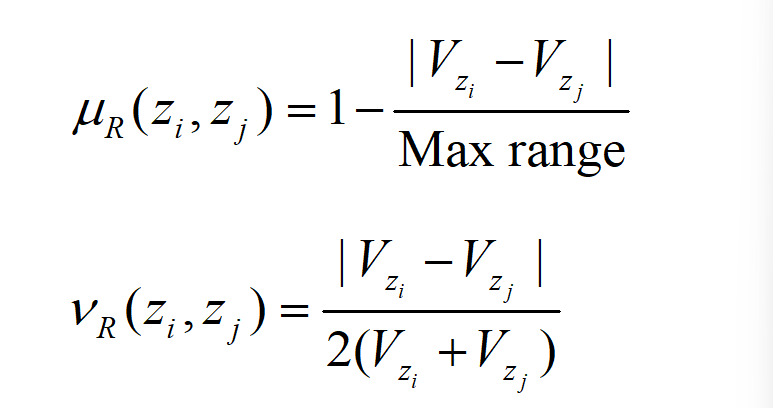 μ_R(z_i, z_j) = 1 − |V_{z_i} − V_{z_j}| / Max range
ν_R(z_i, z_j) = |V_{z_i} − V_{z_j}| / 2(V_{z_i} + V_{z_j})